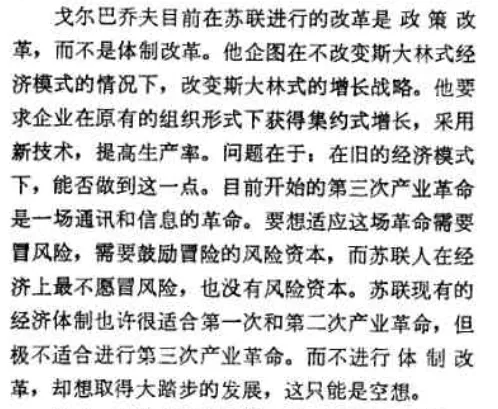 戈尔巴乔夫目前在苏联进行的改革是政策改
革，而不是体制改革。他企图在不改变斯大林式经
济模式的情况下，改变斯大林式的增长战略。他要
求企业在原有的组织形式下获得集约式增长，采用
新技术，提高生产率。问题在于：在旧的经济模式
下，能否做到这一点。目前开始的第三次产业革命
是一场通讯和信息的革命。要想适应这场革命需要
冒风险，需要鼓励冒险的风险资本，而苏联人在经
济上最不愿冒风险，也没有风险资本。苏联现有的
经济体制也许很适合第一次和第二次产业革命，但
极不适合进行第三次产业革命。而不进行体制改
革，却想取得大踏步的发展，这只能是空想。